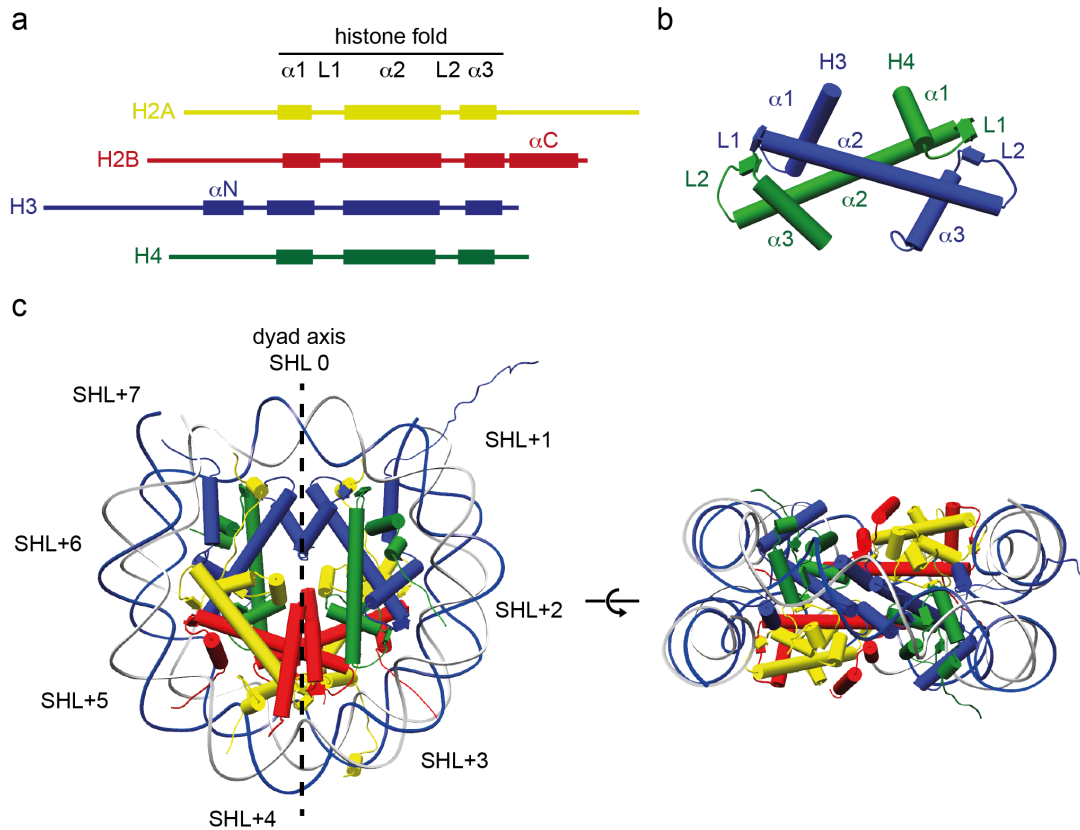 a
histone fold
α1 L1 α2 L2 α3
H2A
H2B
αC
H3
αN
H4
b
H3 H4
α1 α1
L1 α2 L1
L2
L2 α2
α3 α3
c
dyad axis
SHL 0
SHL+7
SHL+1
SHL+6
SHL+2
SHL+5
SHL+3
SHL+4